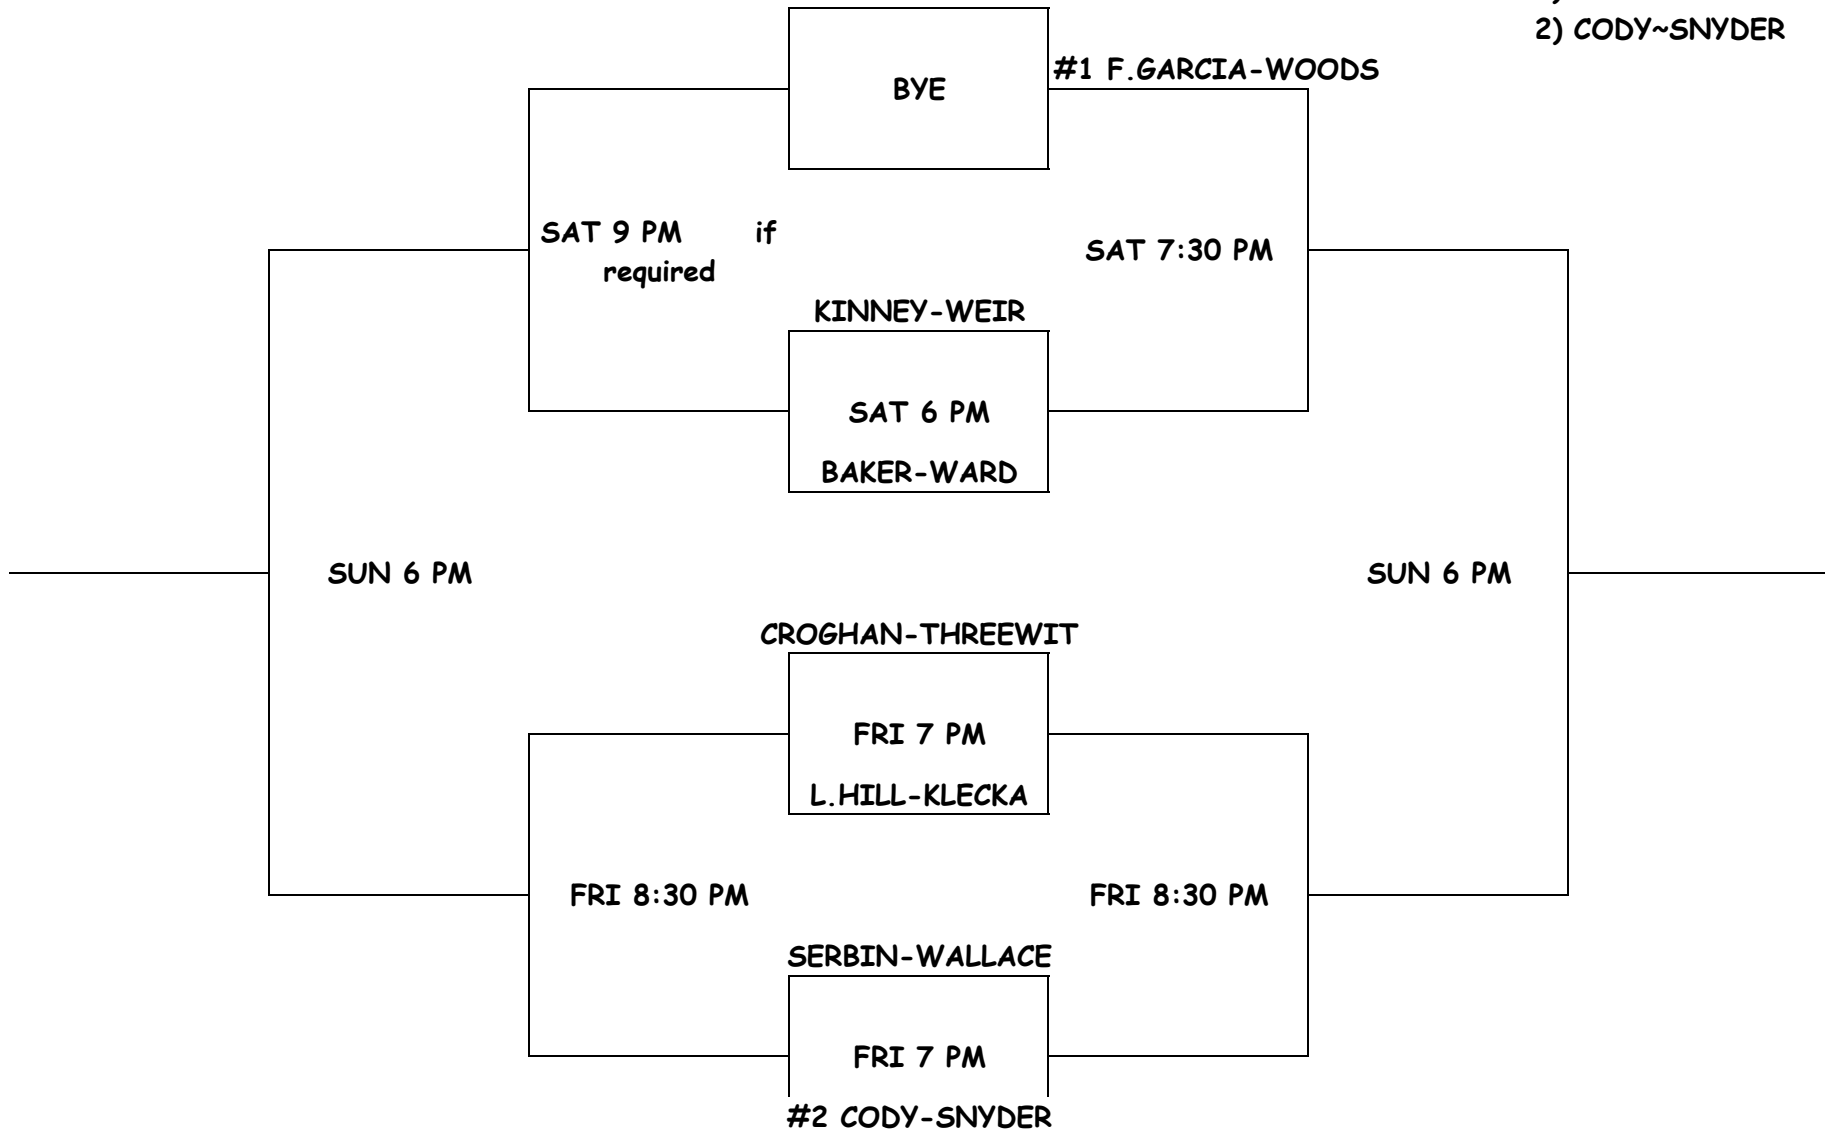 2) CODY~SNYDER
#1 F.GARCIA-WOODS
BYE
SAT 9 PM if
required
SAT 7:30 PM
KINNEY-WEIR
SAT 6 PM
BAKER-WARD
SUN 6 PM
SUN 6 PM
CROGHAN-THREEWIT
FRI 7 PM
L.HILL-KLECKA
FRI 8:30 PM
FRI 8:30 PM
SERBIN-WALLACE
FRI 7 PM
#2 CODY-SNYDER